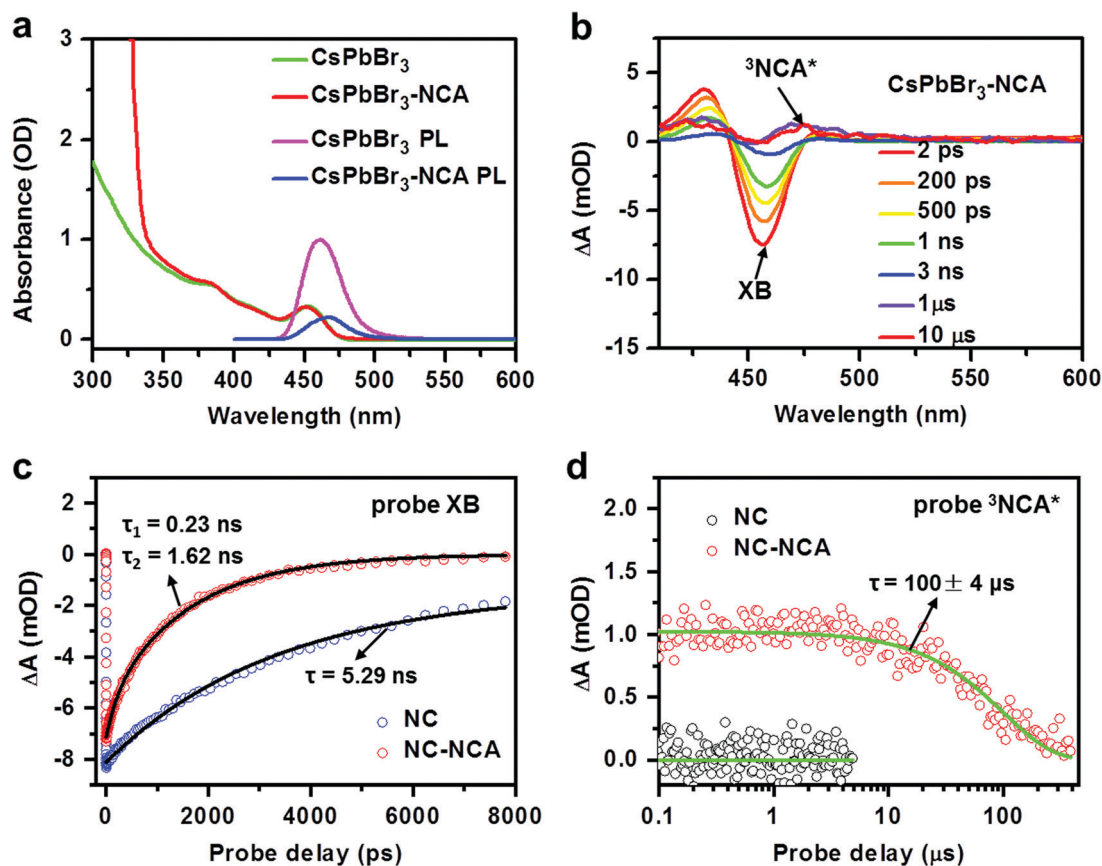 a
3
2
1
0
300
350
400
450
500
550
600
Absorbance (OD)
Wavelength (nm)
CsPbBr₃
CsPbBr₃-NCA
CsPbBr₃ PL
CsPbBr₃-NCA PL
b
5
0
-5
-10
-15
450
500
550
600
ΔA (mOD)
Wavelength (nm)
³NCA*
CsPbBr₃-NCA
XB
2 ps
200 ps
500 ps
1 ns
3 ns
1µs
10 µs
c
2
0
-2
-4
-6
-8
0
2000
4000
6000
8000
ΔA (mOD)
Probe delay (ps)
probe XB
τ₁ = 0.23 ns
τ₂ = 1.62 ns
τ = 5.29 ns
NC
NC-NCA
d
2.0
1.5
1.0
0.5
0.0
0.1
1
10
100
ΔA (mOD)
Probe delay (µs)
probe ³NCA*
NC
NC-NCA
τ = 100 ± 4 µs